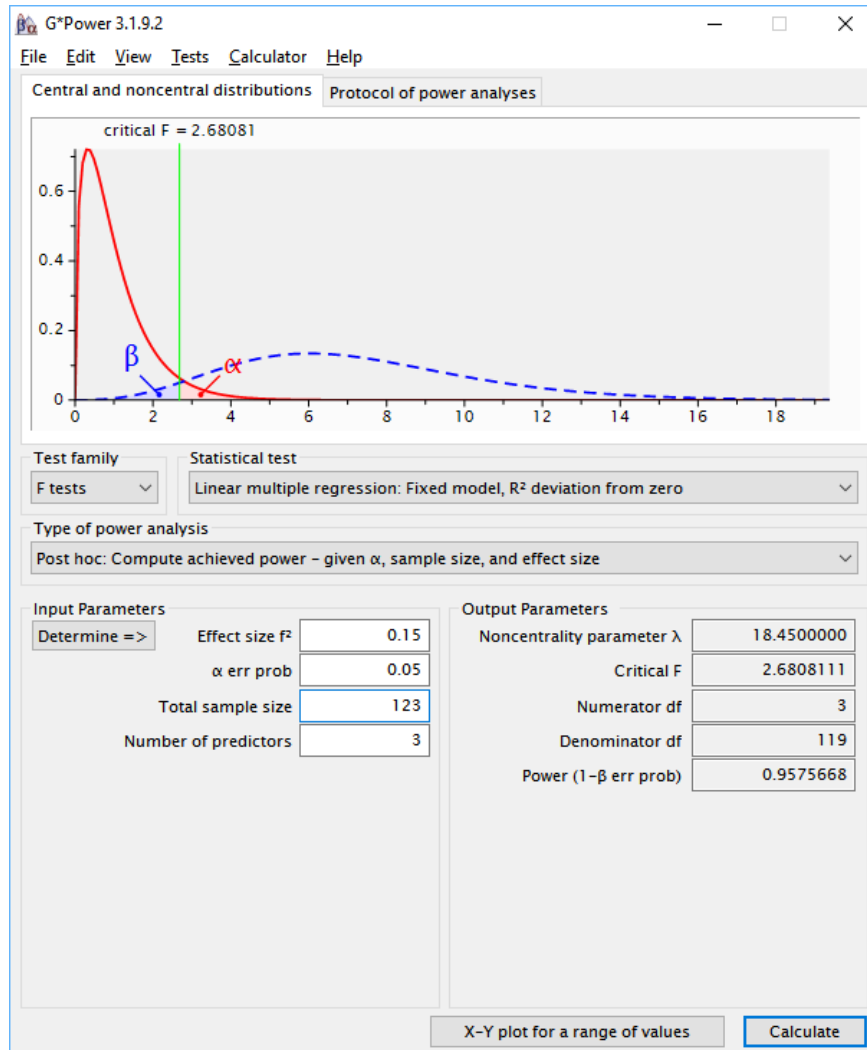 G*Power 3.1.9.2
File Edit View Tests Calculator Help
Central and noncentral distributions Protocol of power analyses
critical F = 2.68081
0.6
0.4
0.2
0
β α
0 2 4 6 8 10 12 14 16 18
Test family Statistical test
F tests Linear multiple regression: Fixed model, R² deviation from zero
Type of power analysis
Post hoc: Compute achieved power – given α, sample size, and effect size
Input Parameters Output Parameters
Determine => Effect size f² 0.15 Noncentrality parameter λ 18.4500000
α err prob 0.05 Critical F 2.6808111
Total sample size 123 Numerator df 3
Number of predictors 3 Denominator df 119
Power (1-β err prob) 0.9575668
X-Y plot for a range of values Calculate